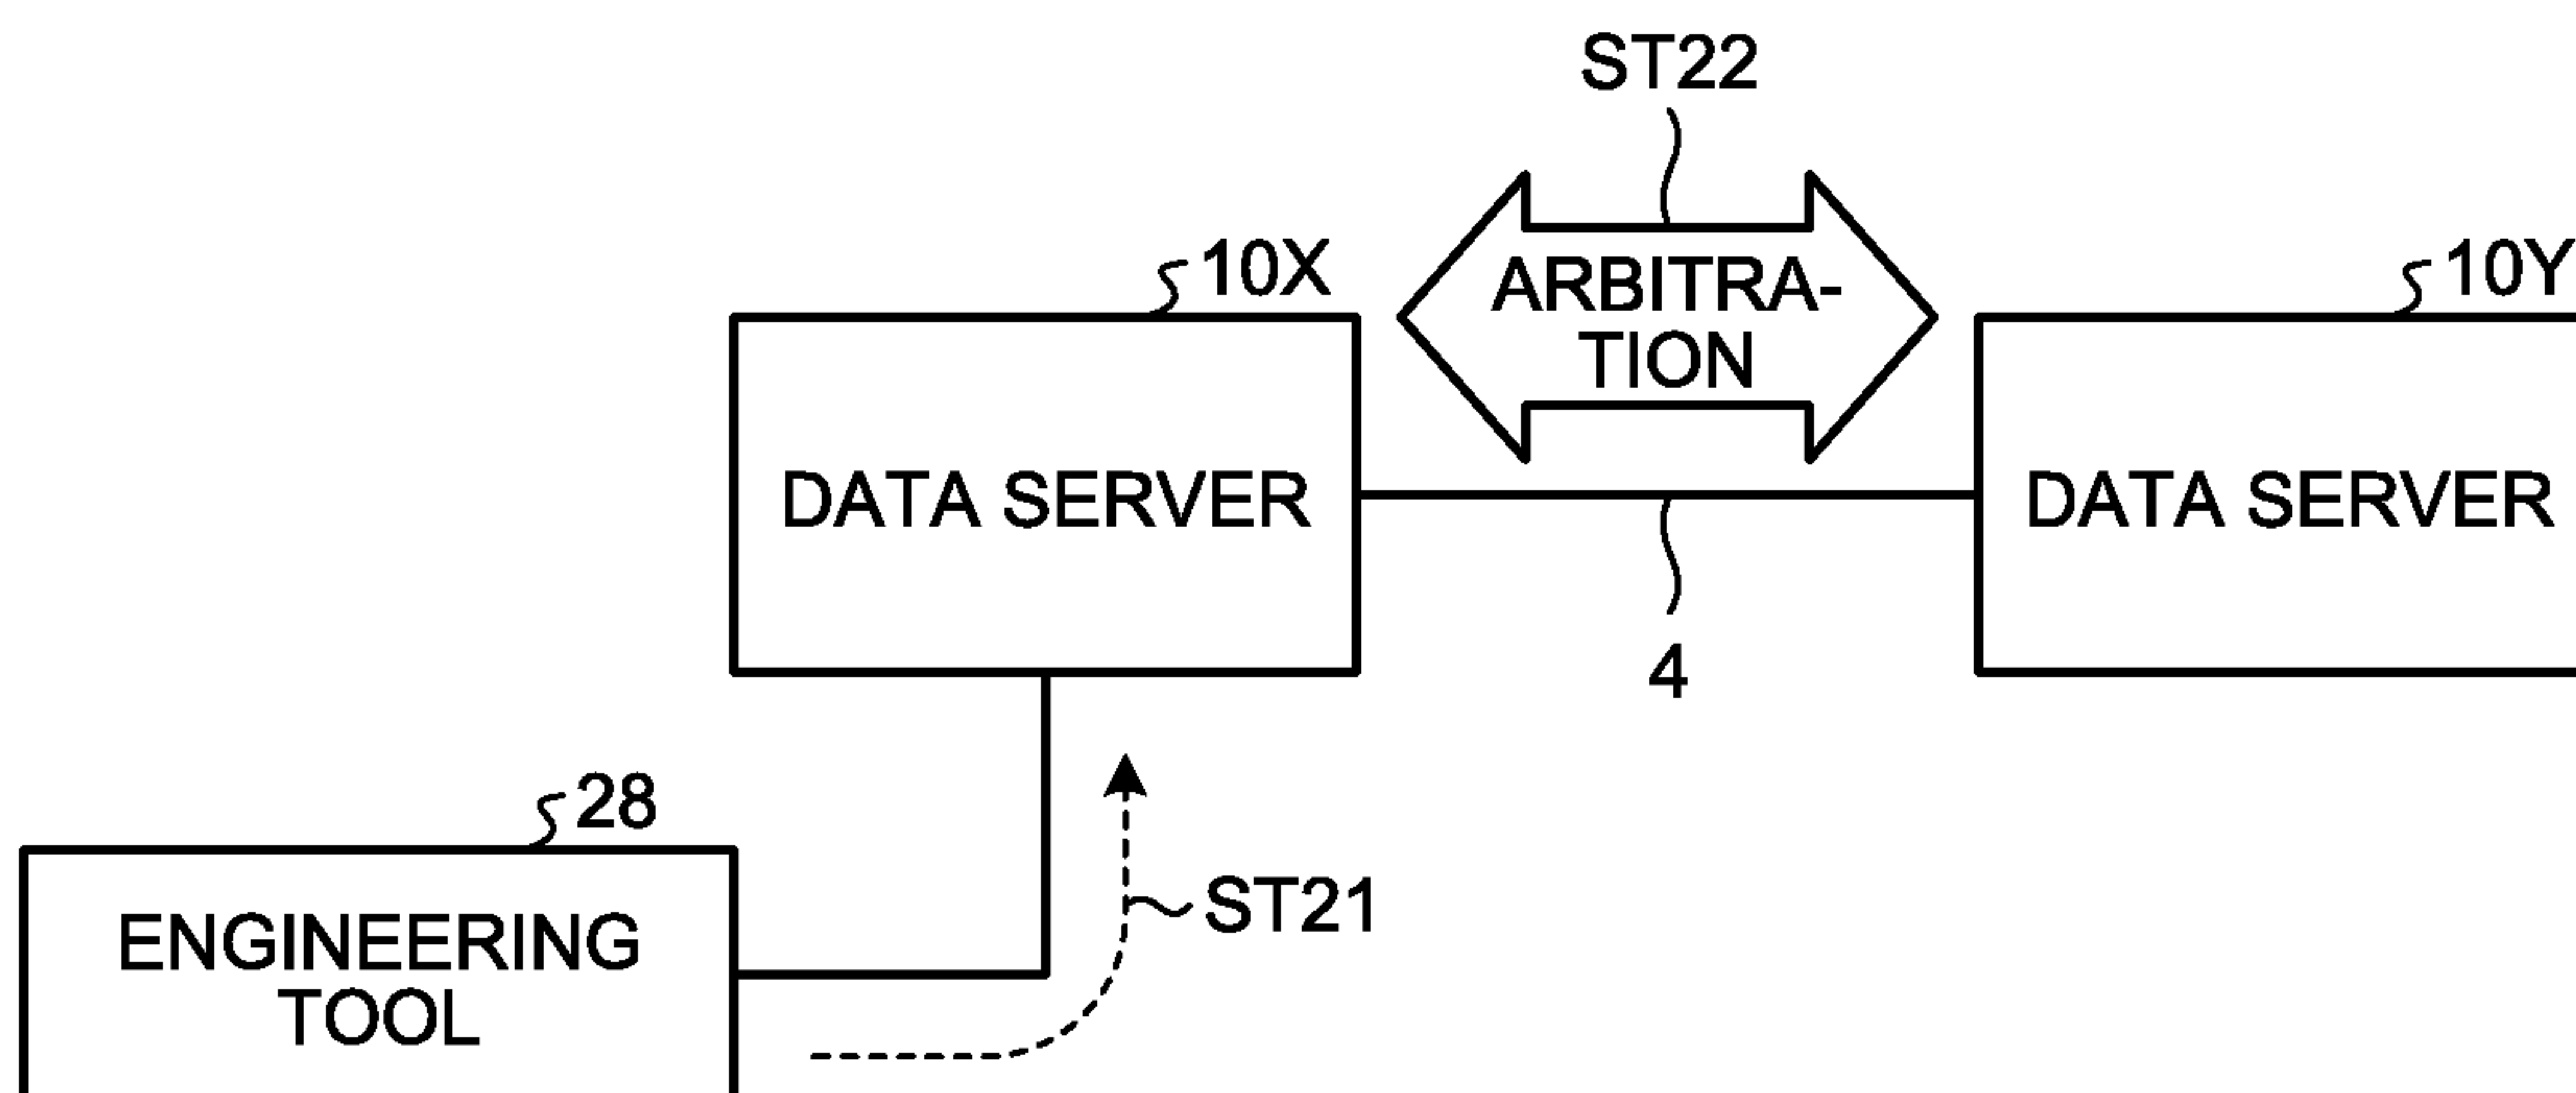 ST22
10X
10Y
ARBITRA-
TION
DATA SERVER
DATA SERVER
4
28
ST21
ENGINEERING
TOOL